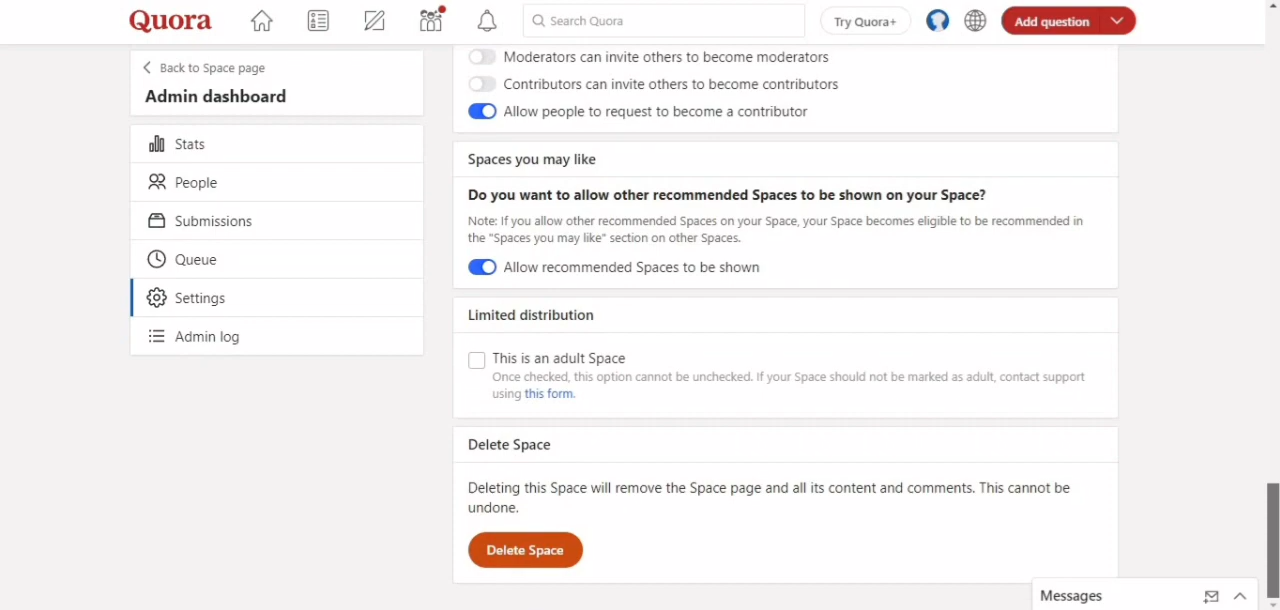 Quora
Search Quora
Try Quora+
Add question
Back to Space page
Admin dashboard
Stats
People
Submissions
Queue
Settings
Admin log
Moderators can invite others to become moderators
Contributors can invite others to become contributors
Allow people to request to become a contributor
Spaces you may like
Do you want to allow other recommended Spaces to be shown on your Space?
Note: If you allow other recommended Spaces on your Space, your Space becomes eligible to be recommended in
the "Spaces you may like" section on other Spaces.
Allow recommended Spaces to be shown
Limited distribution
This is an adult Space
Once checked, this option cannot be unchecked. If your Space should not be marked as adult, contact support
using this form.
Delete Space
Deleting this Space will remove the Space page and all its content and comments. This cannot be
undone.
Delete Space
Messages